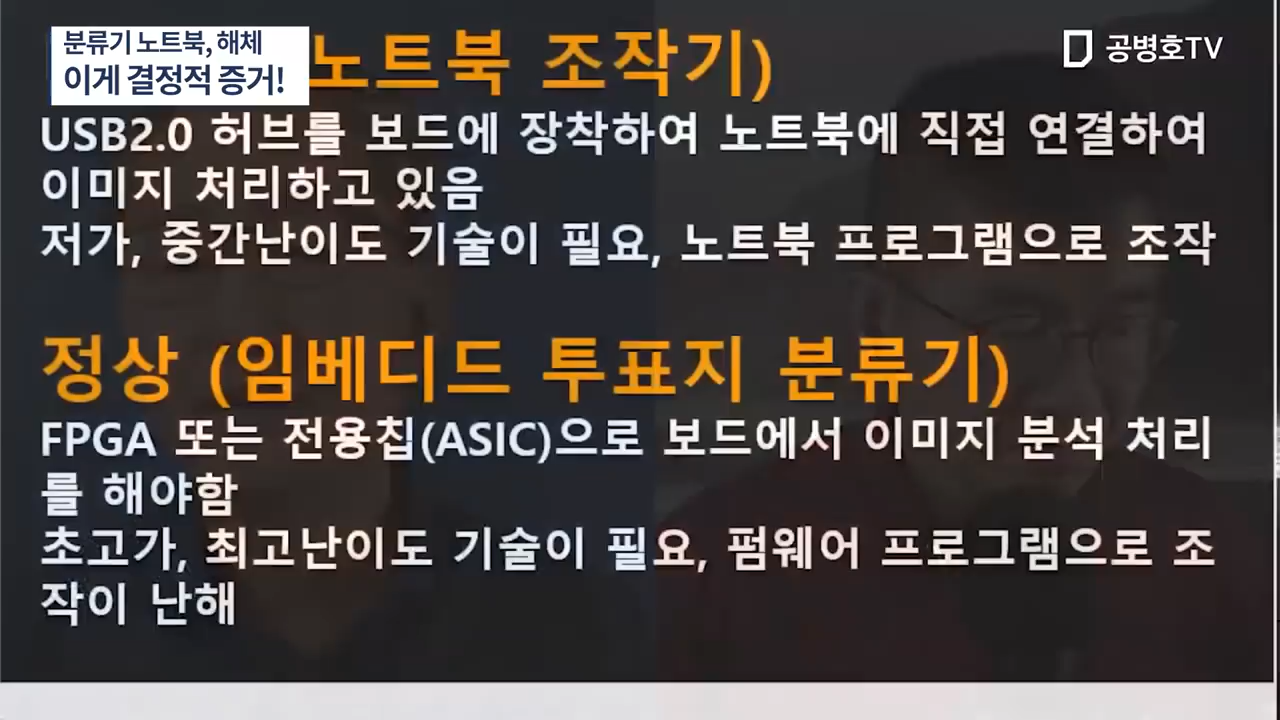 분류기 노트북, 해체
이게 결정적 증거!
공병호TV
노트북 조작기)
USB2.0 허브를 보드에 장착하여 노트북에 직접 연결하여
이미지 처리하고 있음
저가, 중간난이도 기술이 필요, 노트북 프로그램으로 조작
정상 (임베디드 투표지 분류기)
FPGA 또는 전용칩(ASIC)으로 보드에서 이미지 분석 처리
를 해야함
초고가, 최고난이도 기술이 필요, 펌웨어 프로그램으로 조
작이 난해